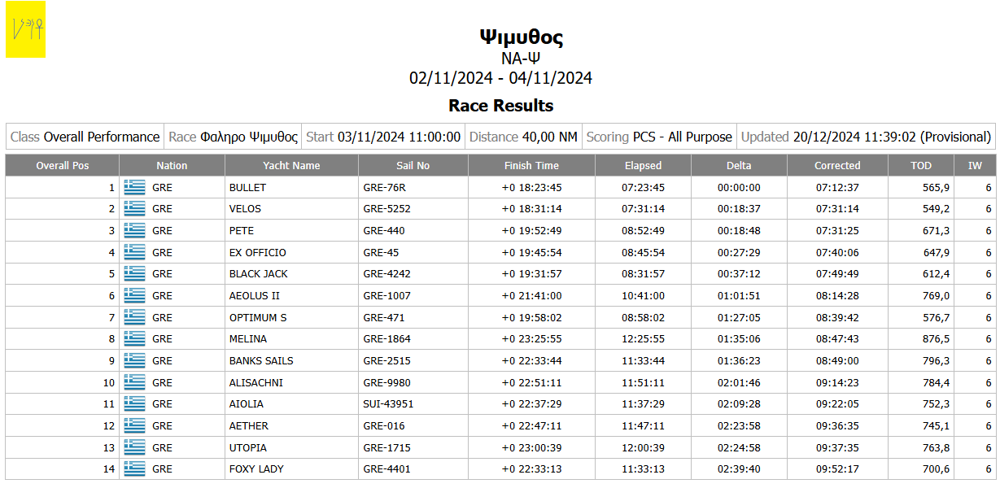 Ψιμυθος
ΝΑ-Ψ
02/11/2024 - 04/11/2024
Race Results
Class Overall Performance Race Φαληρο Ψιμυθος Start 03/11/2024 11:00:00 Distance 40,00 NM Scoring PCS - All Purpose Updated 20/12/2024 11:39:02 (Provisional)
Overall Pos Nation Yacht Name Sail No Finish Time Elapsed Delta Corrected TOD IW
1 GRE BULLET GRE-76R +0 18:23:45 07:23:45 00:00:00 07:12:37 565,9 6
2 GRE VELOS GRE-5252 +0 18:31:14 07:31:14 00:18:37 07:31:14 549,2 6
3 GRE PETE GRE-440 +0 19:52:49 08:52:49 00:18:48 07:31:25 671,3 6
4 GRE EX OFFICIO GRE-45 +0 19:45:54 08:45:54 00:27:29 07:40:06 647,9 6
5 GRE BLACK JACK GRE-4242 +0 19:31:57 08:31:57 00:37:12 07:49:49 612,4 6
6 GRE AEOLUS II GRE-1007 +0 21:41:00 10:41:00 01:01:51 08:14:28 769,0 6
7 GRE OPTIMUM S GRE-471 +0 19:58:02 08:58:02 01:27:05 08:39:42 576,7 6
8 GRE MELINA GRE-1864 +0 23:25:55 12:25:55 01:35:06 08:47:43 876,5 6
9 GRE BANKS SAILS GRE-2515 +0 22:33:44 11:33:44 01:36:23 08:49:00 796,3 6
10 GRE ALISACHNI GRE-9980 +0 22:51:11 11:51:11 02:01:46 09:14:23 784,4 6
11 GRE AIOLIA SUI-43951 +0 22:37:29 11:37:29 02:09:28 09:22:05 752,3 6
12 GRE AETHER GRE-016 +0 22:47:11 11:47:11 02:23:58 09:36:35 745,1 6
13 GRE UTOPIA GRE-1715 +0 23:00:39 12:00:39 02:24:58 09:37:35 763,8 6
14 GRE FOXY LADY GRE-4401 +0 22:33:13 11:33:13 02:39:40 09:52:17 700,6 6